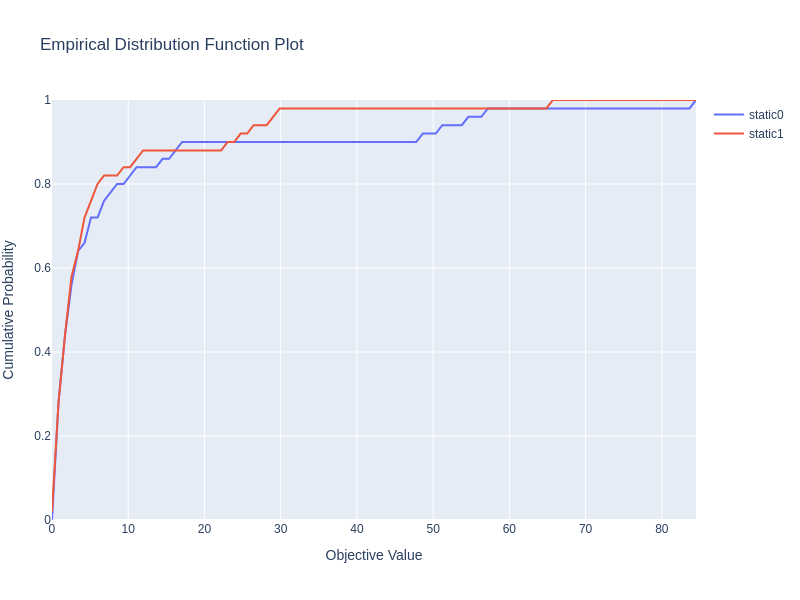 Empirical Distribution Function Plot
static0
static1
Cumulative Probability
1
0.8
0.6
0.4
0.2
0
0 10 20 30 40 50 60 70 80
Objective Value